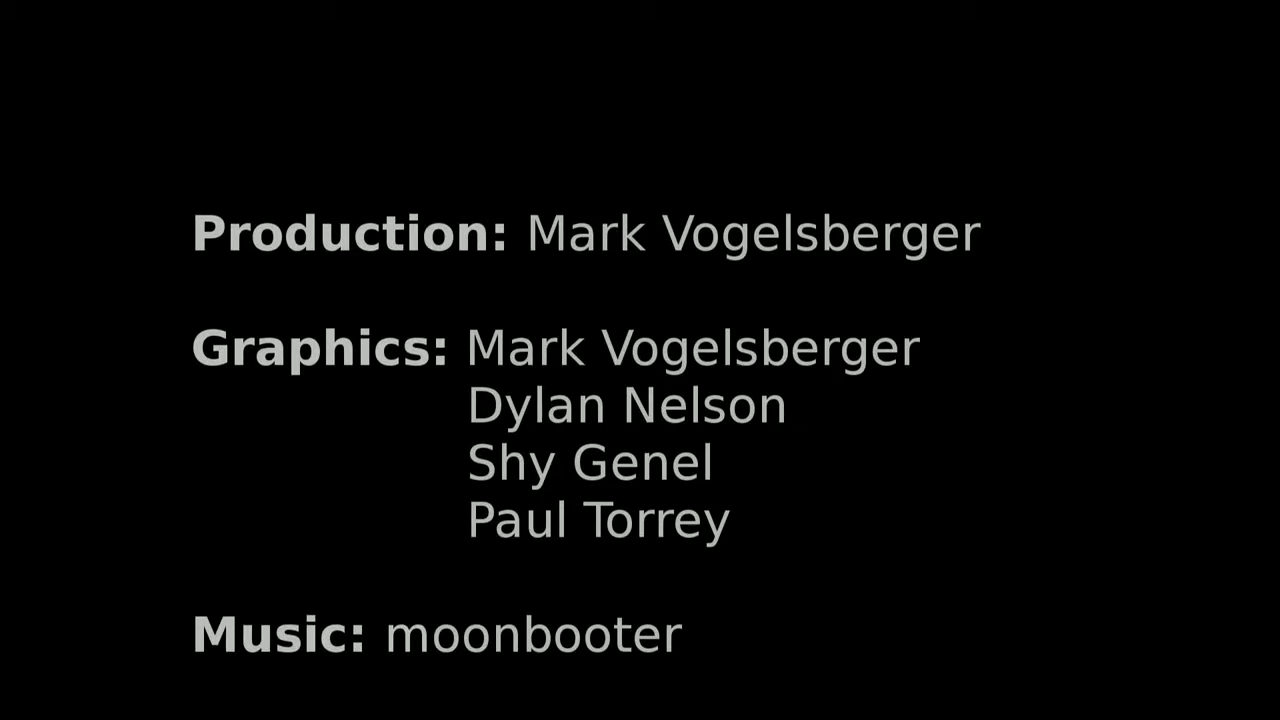 Production: Mark Vogelsberger
Graphics: Mark Vogelsberger
Dylan Nelson
Shy Genel
Paul Torrey
Music: moonbooter